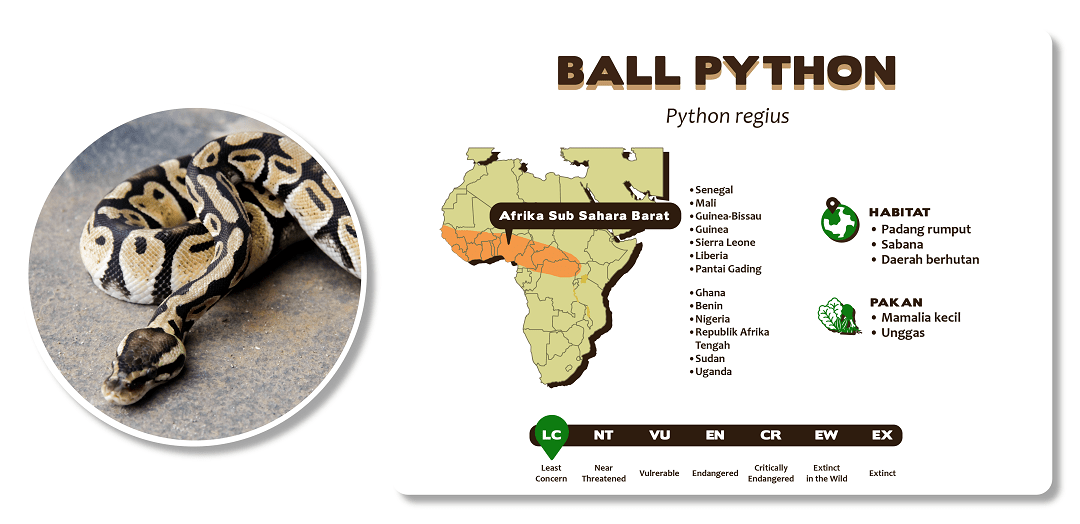 BALL PYTHON
Python regius
Afrika Sub Sahara Barat
• Senegal
• Mali
• Guinea-Bissau
• Guinea
• Sierra Leone
• Liberia
• Pantai Gading
• Ghana
• Benin
• Nigeria
• Republik Afrika
Tengah
• Sudan
• Uganda
HABITAT
• Padang rumput
• Sabana
• Daerah berhutan
PAKAN
• Mamalia kecil
• Unggas
LC NT VU EN CR EW EX
Least Concern
Near Threatened
Vulrerable
Endangered
Critically Endangered
Extinct in the Wild
Extinct